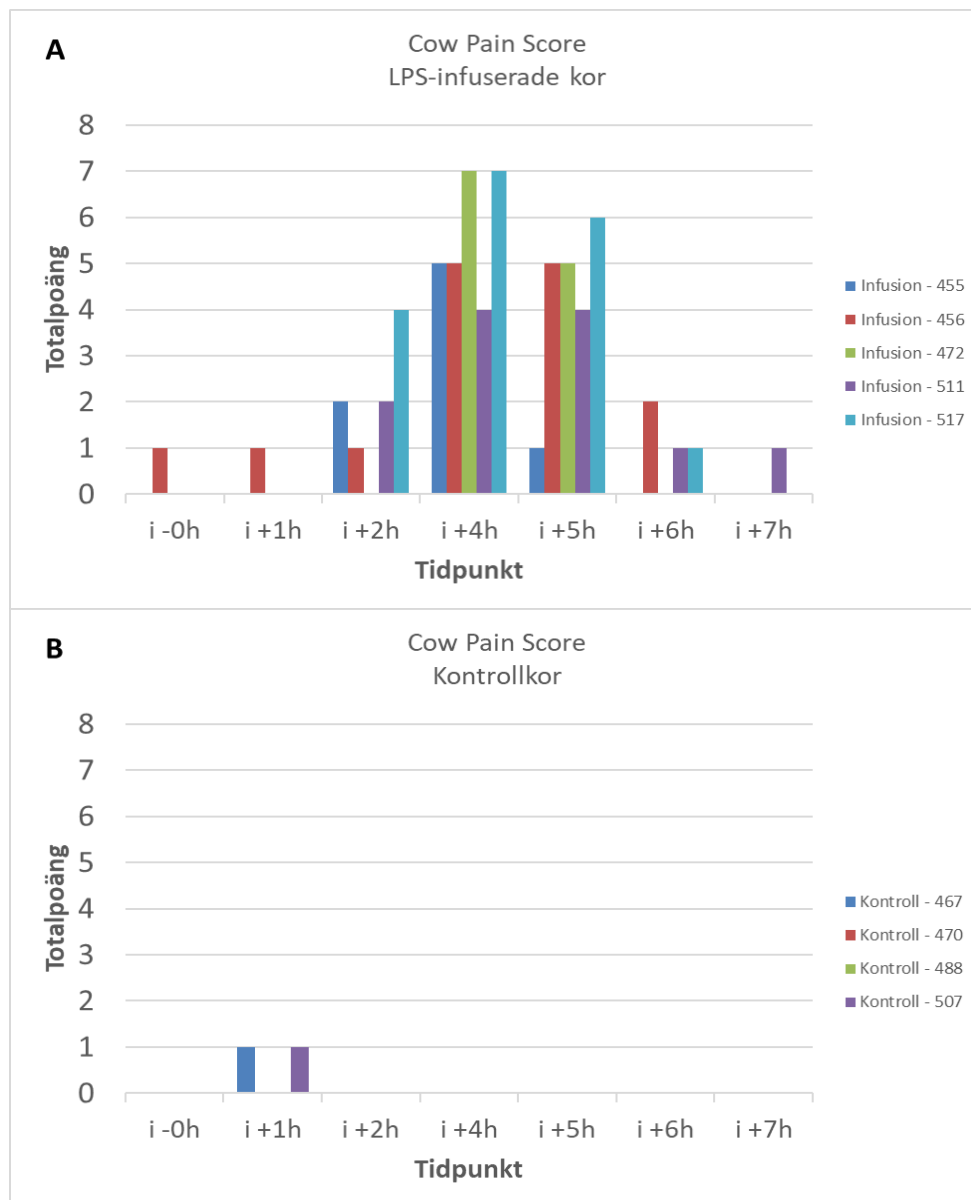 A
Cow Pain Score
LPS-infuserade kor
8
7
6
5
4
3
2
1
0
Totalpoäng
i -0h
i +1h
i +2h
i +4h
i +5h
i +6h
i +7h
Tidpunkt
Infusion - 455
Infusion - 456
Infusion - 472
Infusion - 511
Infusion - 517
B
Cow Pain Score
Kontrollkor
8
7
6
5
4
3
2
1
0
Totalpoäng
i -0h
i +1h
i +2h
i +4h
i +5h
i +6h
i +7h
Tidpunkt
Kontroll - 467
Kontroll - 470
Kontroll - 488
Kontroll - 507